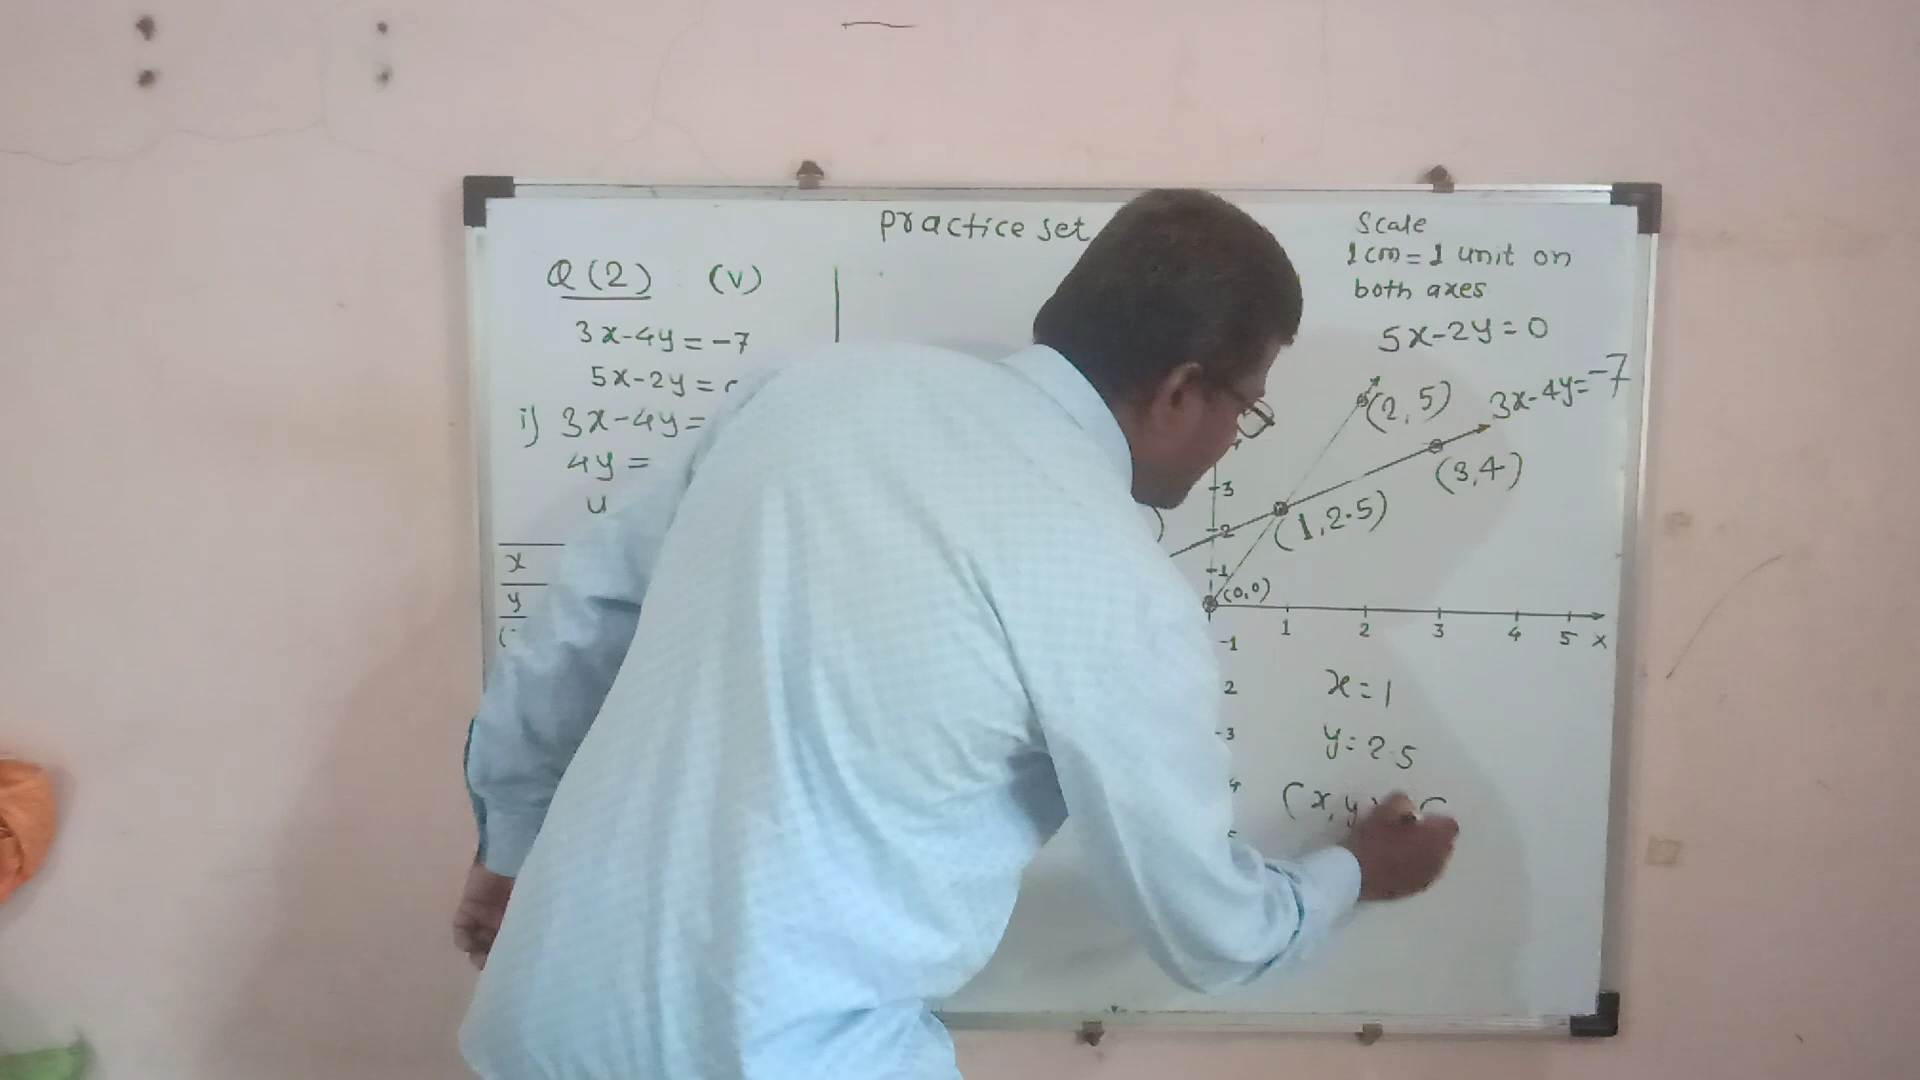 Practice set
Q (2) (v)
3x-4y = -7
5x-2y =
i) 3x-4y=
4y =
x
y
Scale
1cm = 1 unit on
both axes
5x-2y = 0
3x-4y=-7
(2, 5)
(3,4)
(1, 2.5)
(0,0)
3
2
1
1 2 3 4 5 x
-1
2
-3
4
x = 1
y = 2.5
(x, y